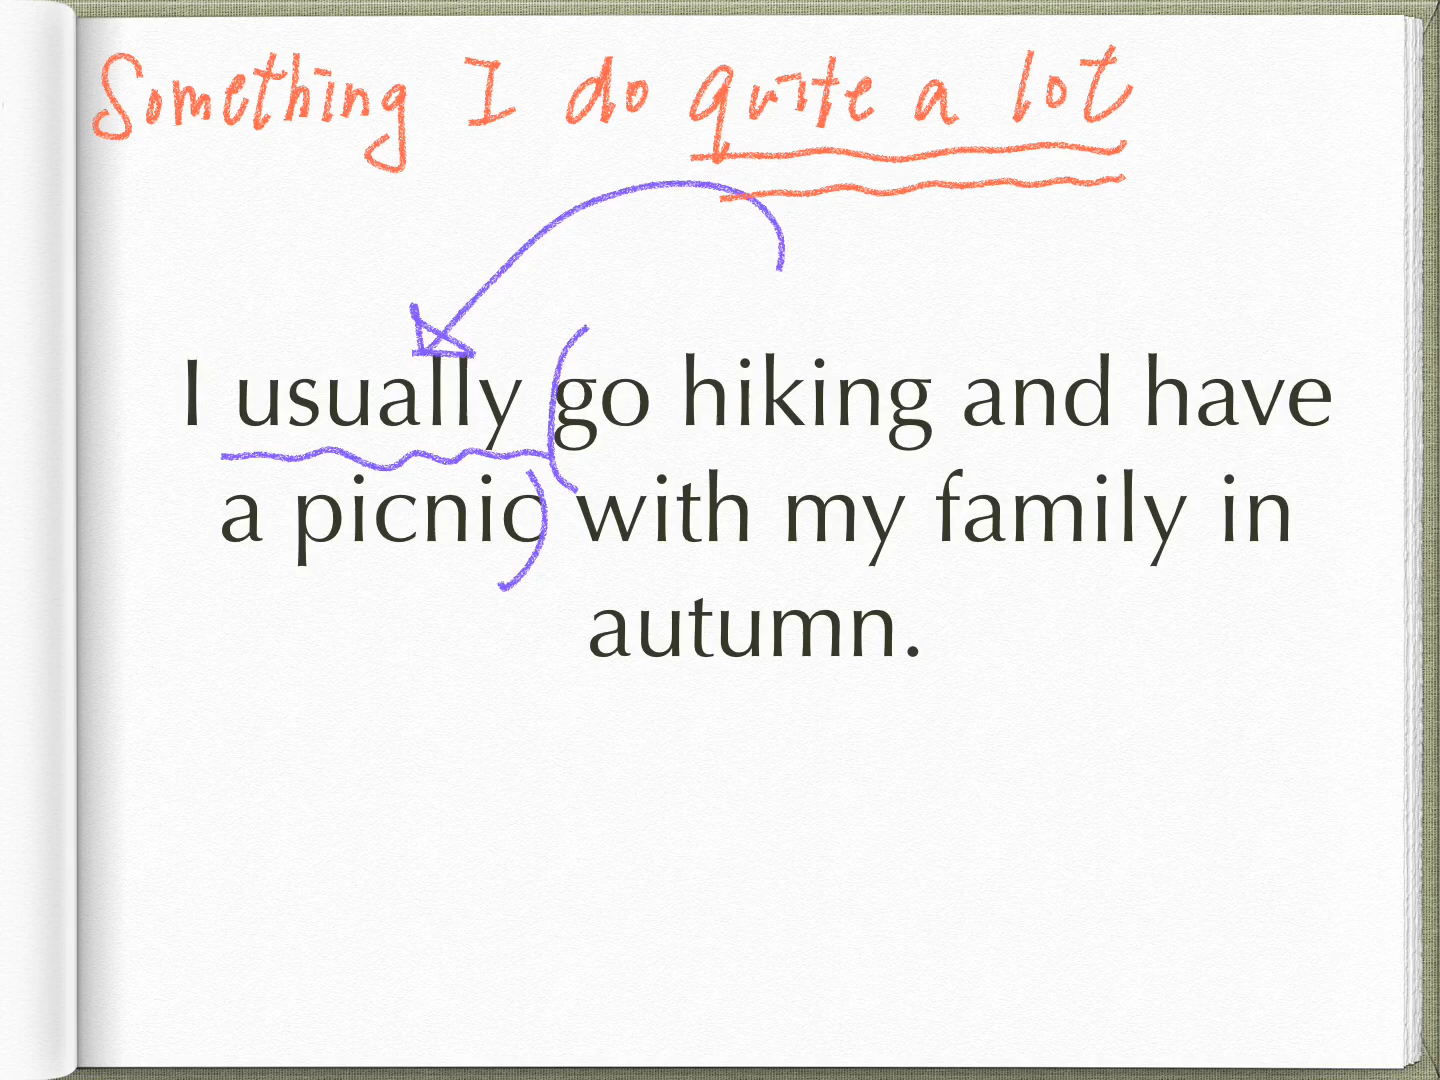 Something I do quite a lot
I usually go hiking and have
a picnic with my family in
autumn.